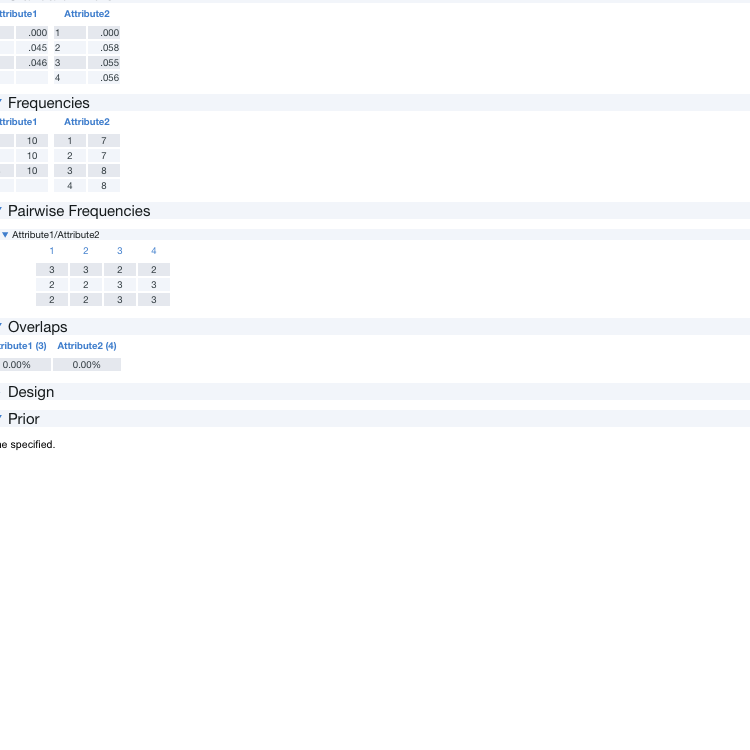 ttribute1 Attribute2
.000 1 .000
.045 2 .058
.046 3 .055
4 .056
Frequencies
ttribute1 Attribute2
10 1 7
10 2 7
10 3 8
4 8
Pairwise Frequencies
Attribute1/Attribute2
1 2 3 4
3 3 2 2
2 2 3 3
2 2 3 3
Overlaps
ribute1 (3) Attribute2 (4)
0.00% 0.00%
Design
Prior
e specified.